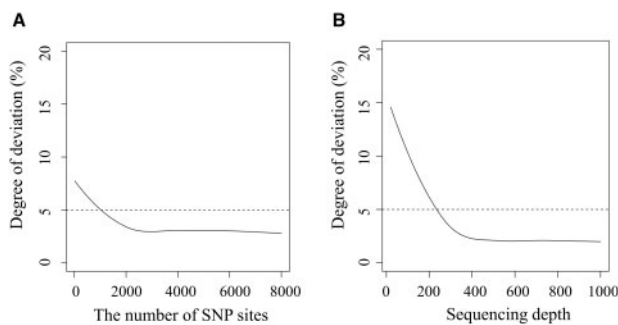 A
Degree of deviation (%)
20
15
10
5
0
0 2000 4000 6000 8000
The number of SNP sites
B
Degree of deviation (%)
20
15
10
5
0
0 200 400 600 800 1000
Sequencing depth